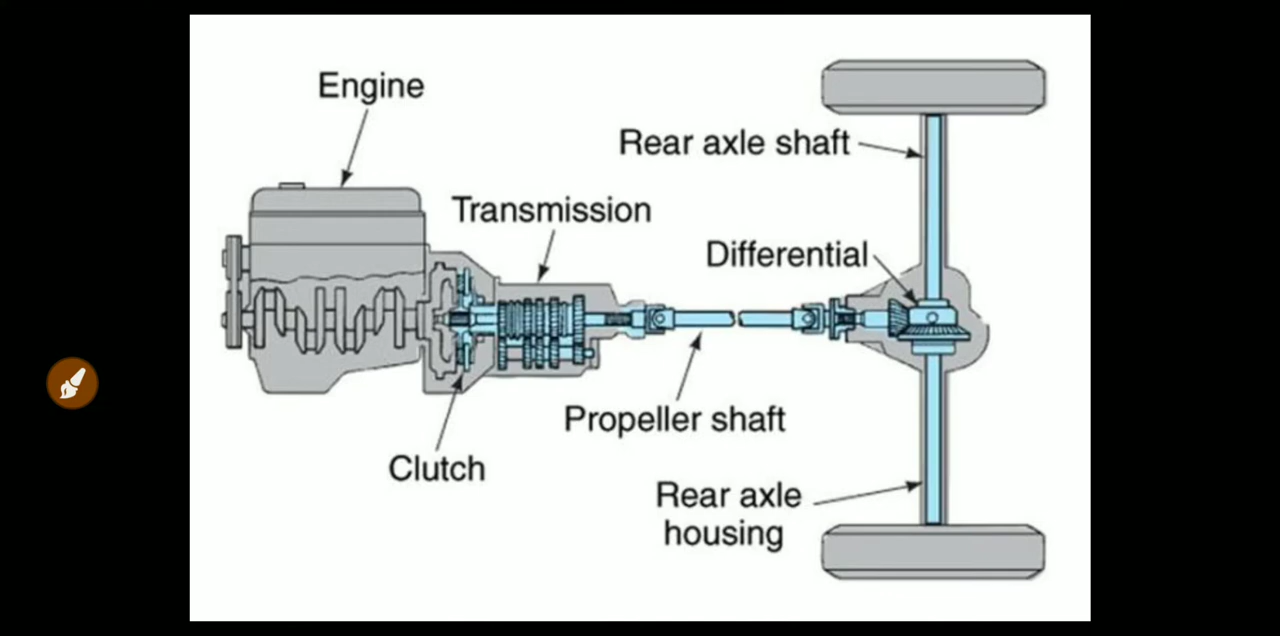 Engine
Rear axle shaft
Transmission
Differential
Propeller shaft
Clutch
Rear axle
housing